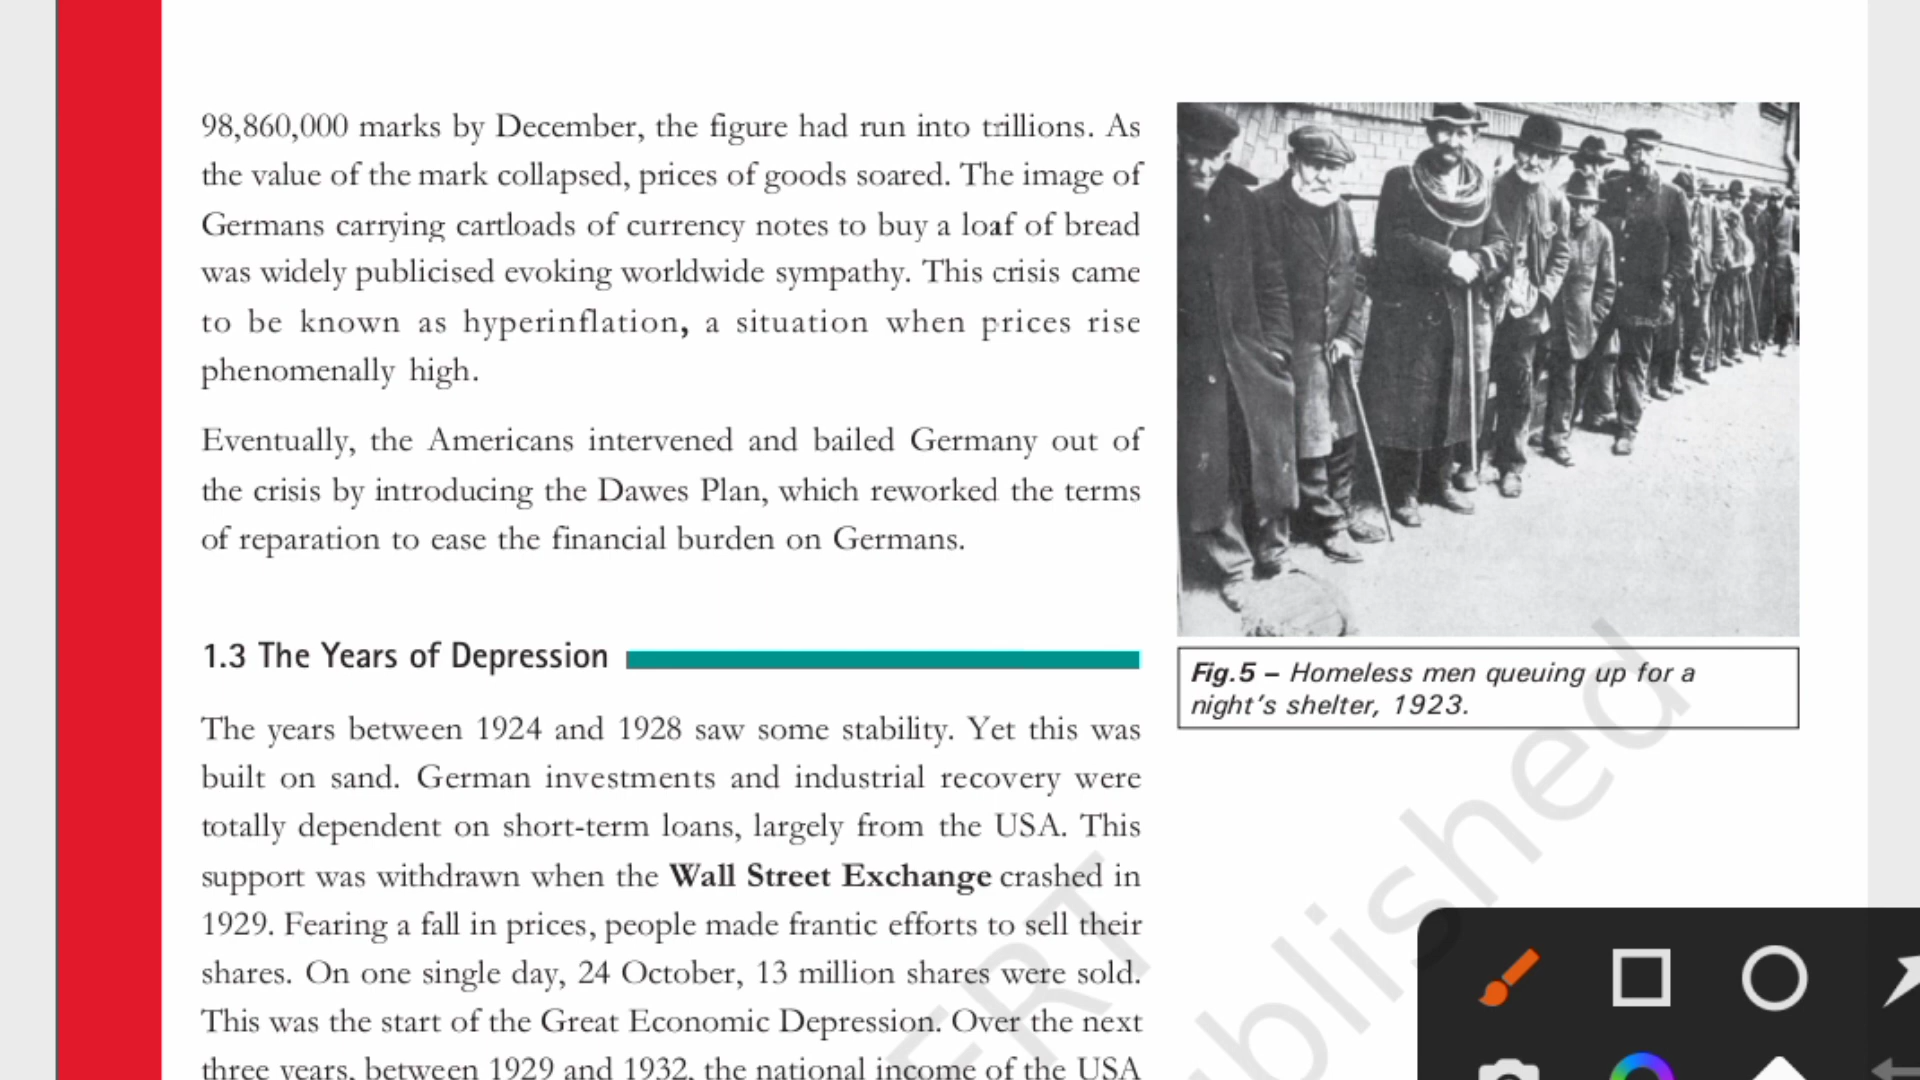 98,860,000 marks by December, the figure had run into trillions. As
the value of the mark collapsed, prices of goods soared. The image of
Germans carrying cartloads of currency notes to buy a loaf of bread
was widely publicised evoking worldwide sympathy. This crisis came
to be known as hyperinflation, a situation when prices rise
phenomenally high.
Eventually, the Americans intervened and bailed Germany out of
the crisis by introducing the Dawes Plan, which reworked the terms
of reparation to ease the financial burden on Germans.
1.3 The Years of Depression
The years between 1924 and 1928 saw some stability. Yet this was
built on sand. German investments and industrial recovery were
totally dependent on short-term loans, largely from the USA. This
support was withdrawn when the Wall Street Exchange crashed in
1929. Fearing a fall in prices, people made frantic efforts to sell their
shares. On one single day, 24 October, 13 million shares were sold.
This was the start of the Great Economic Depression. Over the next
three years, between 1929 and 1932, the national income of the USA
Fig.5 – Homeless men queuing up for a
night's shelter, 1923.